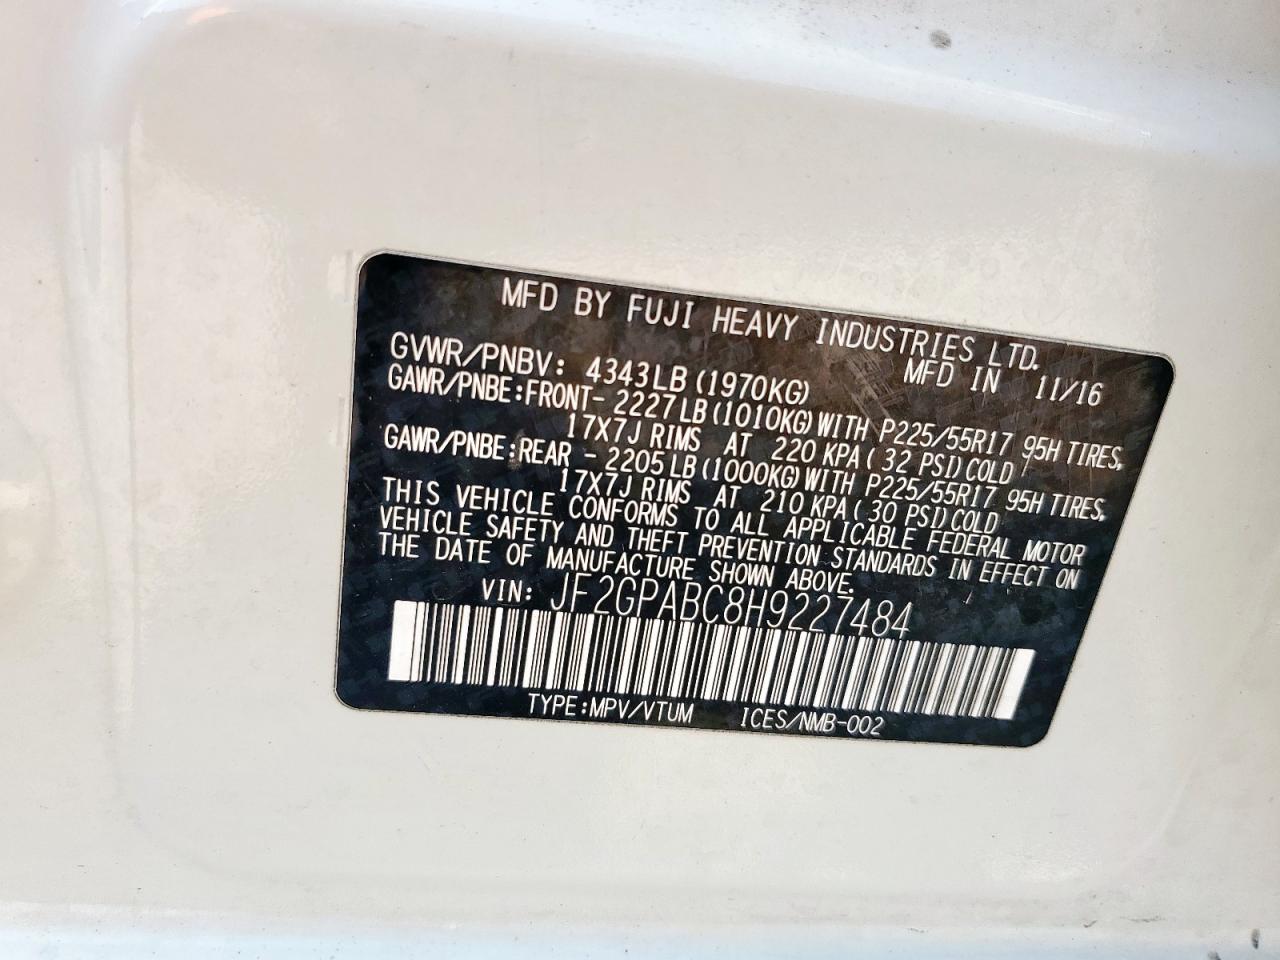 MFD BY FUJI HEAVY INDUSTRIES LTD.
MFD IN 11/16
GVWR/PNBV: 4343LB(1970KG)
GAWR/PNBE:FRONT- 2227LB(1010KG)WITH P225/55R17 95H TIRES,
17X7J RIMS AT 220 KPA( 32 PSI)COLD
GAWR/PNBE:REAR - 2205LB(1000KG)WITH P225/55R17 95H TIRES,
17X7J RIMS AT 210 KPA( 30 PSI)COLD
THIS VEHICLE CONFORMS TO ALL APPLICABLE FEDERAL MOTOR
VEHICLE SAFETY AND THEFT PREVENTION STANDARDS IN EFFECT ON
THE DATE OF MANUFACTURE SHOWN ABOVE.
VIN: JF2GPABC8H9227484
TYPE:MPV/VTUM ICES/NMB-002